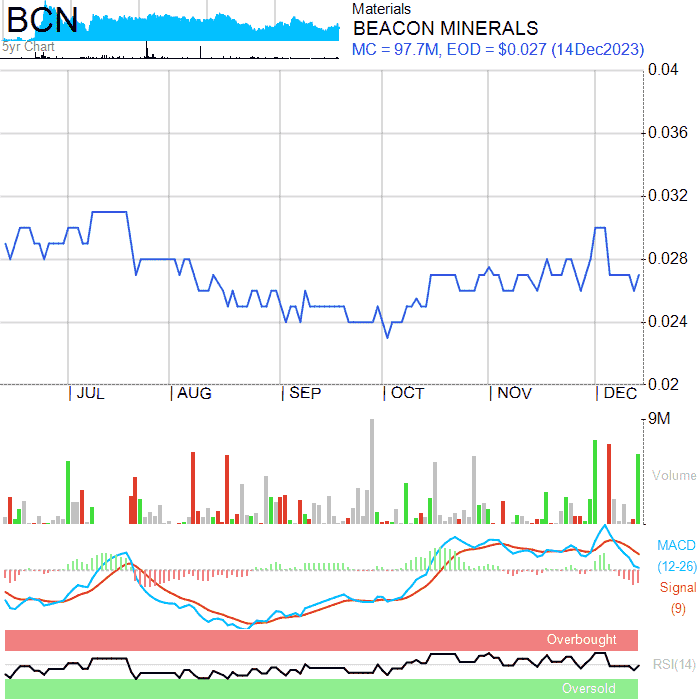 BCN
5yr Chart
Materials
BEACON MINERALS
MC = 97.7M, EOD = $0.027 (14Dec2023)
0.04
0.036
0.032
0.028
0.024
0.02
JUL
AUG
SEP
OCT
NOV
DEC
9M
Volume
MACD
(12-26)
Signal
(9)
Overbought
RSI(14)
Oversold